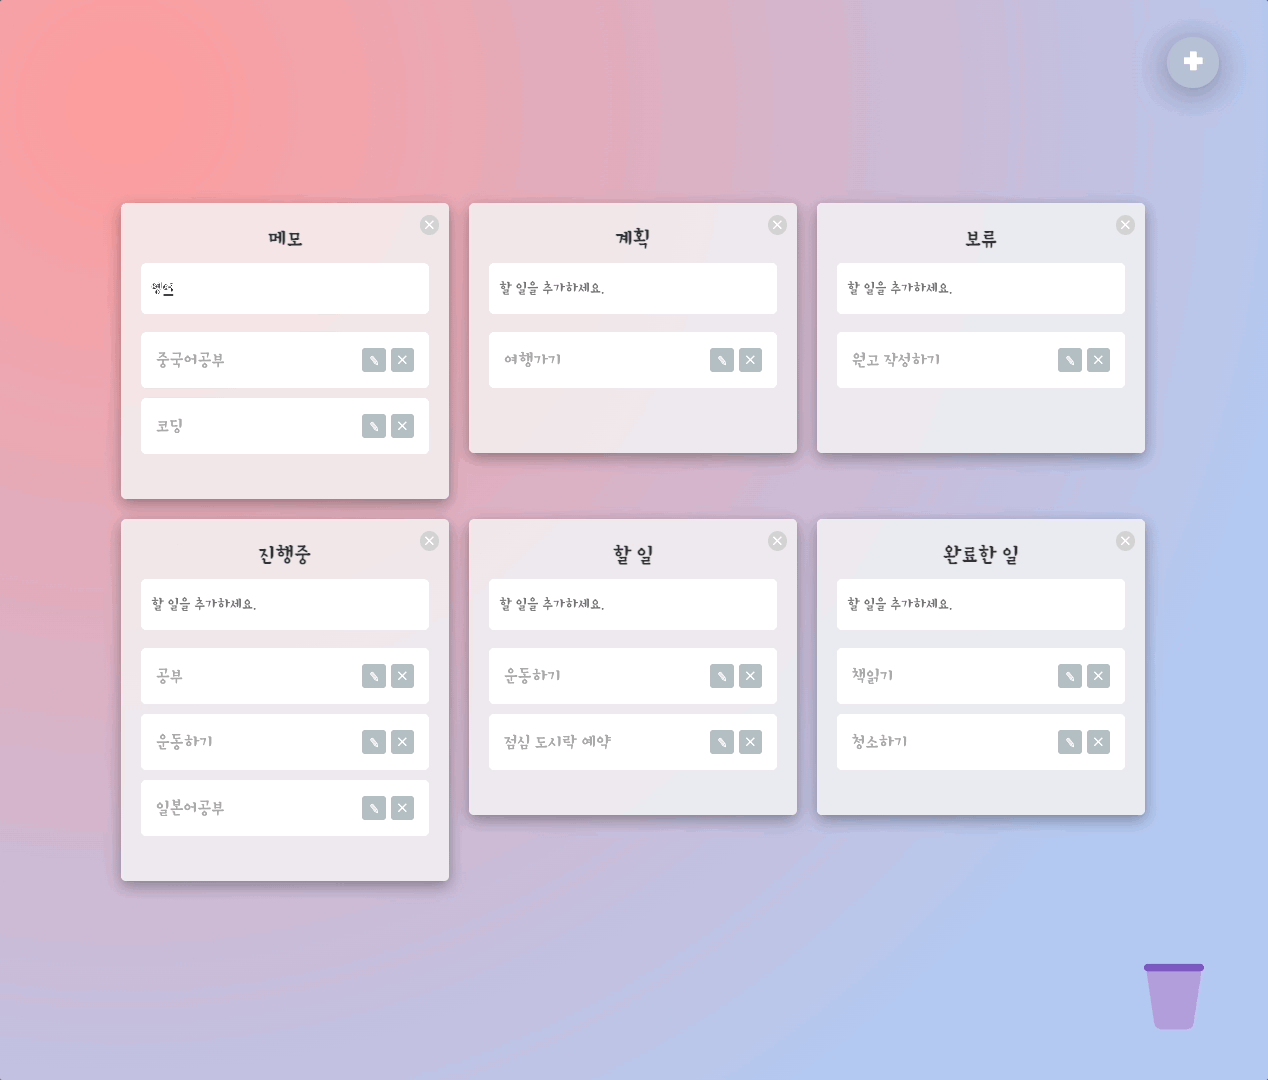 메모
중국어공부
코딩
계획
할 일을 추가하세요.
여행가기
보류
할 일을 추가하세요.
원고 작성하기
진행중
할 일을 추가하세요.
공부
운동하기
일본어공부
할 일
할 일을 추가하세요.
운동하기
점심 도시락 예약
완료한 일
할 일을 추가하세요.
책읽기
청소하기